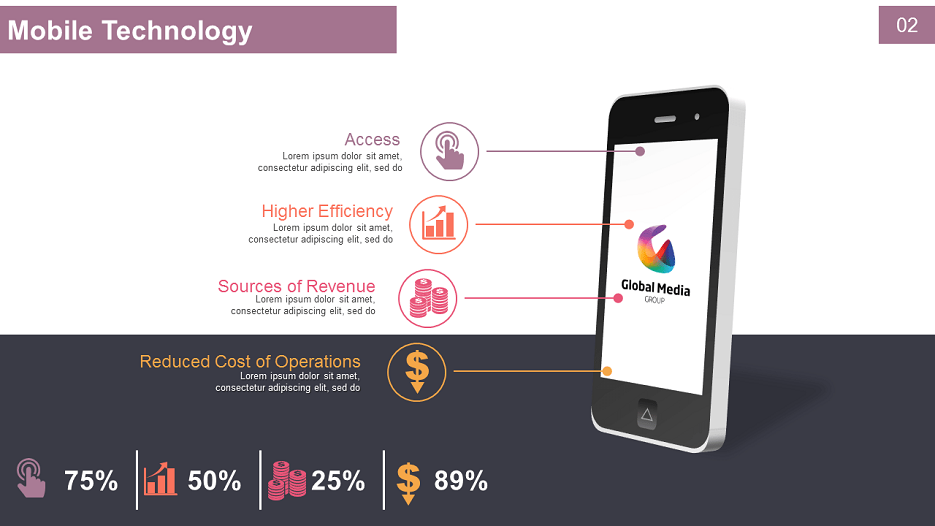 Mobile Technology
02
Access
Lorem ipsum dolor sit amet,
consectetur adipiscing elit, sed do
Higher Efficiency
Lorem ipsum dolor sit amet,
consectetur adipiscing elit, sed do
Sources of Revenue
Lorem ipsum dolor sit amet,
consectetur adipiscing elit, sed do
Reduced Cost of Operations
Lorem ipsum dolor sit amet,
consectetur adipiscing elit, sed do
Global Media
GROUP
75%
50%
25%
89%